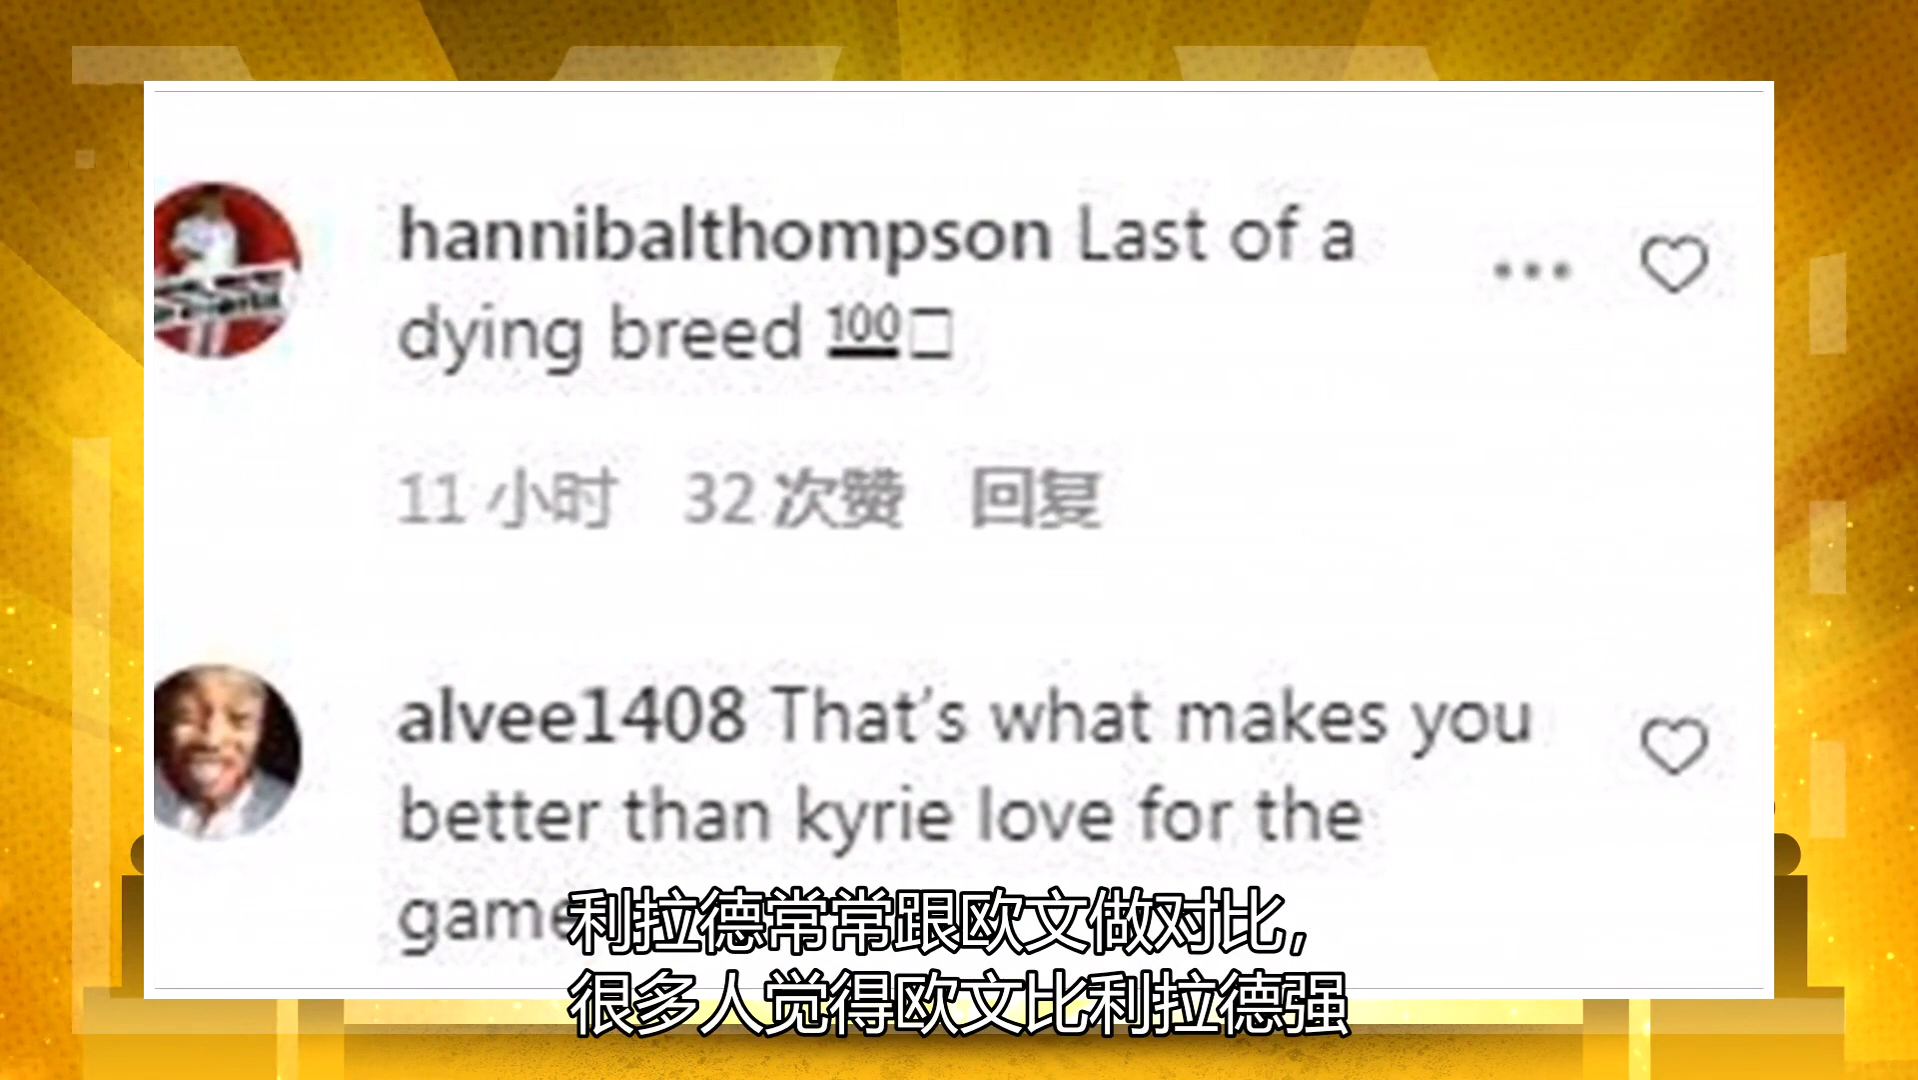 hannibalthompson Last of a
dying breed 💯□
11 小时 32 次赞 回复
alvee1408 That's what makes you
better than kyrie love for the
game
利拉德常常跟欧文做对比，
很多人觉得欧文比利拉德强